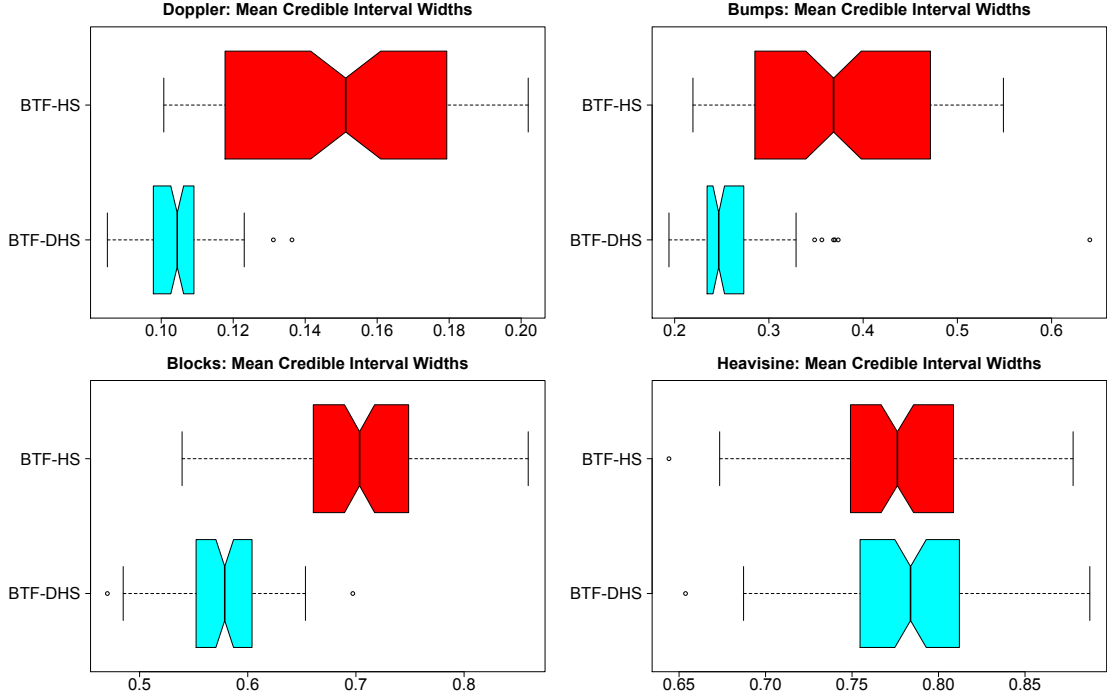 Doppler: Mean Credible Interval Widths
BTF-HS
BTF-DHS
0.10 0.12 0.14 0.16 0.18 0.20
Bumps: Mean Credible Interval Widths
BTF-HS
BTF-DHS
0.2 0.3 0.4 0.5 0.6
Blocks: Mean Credible Interval Widths
BTF-HS
BTF-DHS
0.5 0.6 0.7 0.8
Heavisine: Mean Credible Interval Widths
BTF-HS
BTF-DHS
0.65 0.70 0.75 0.80 0.85